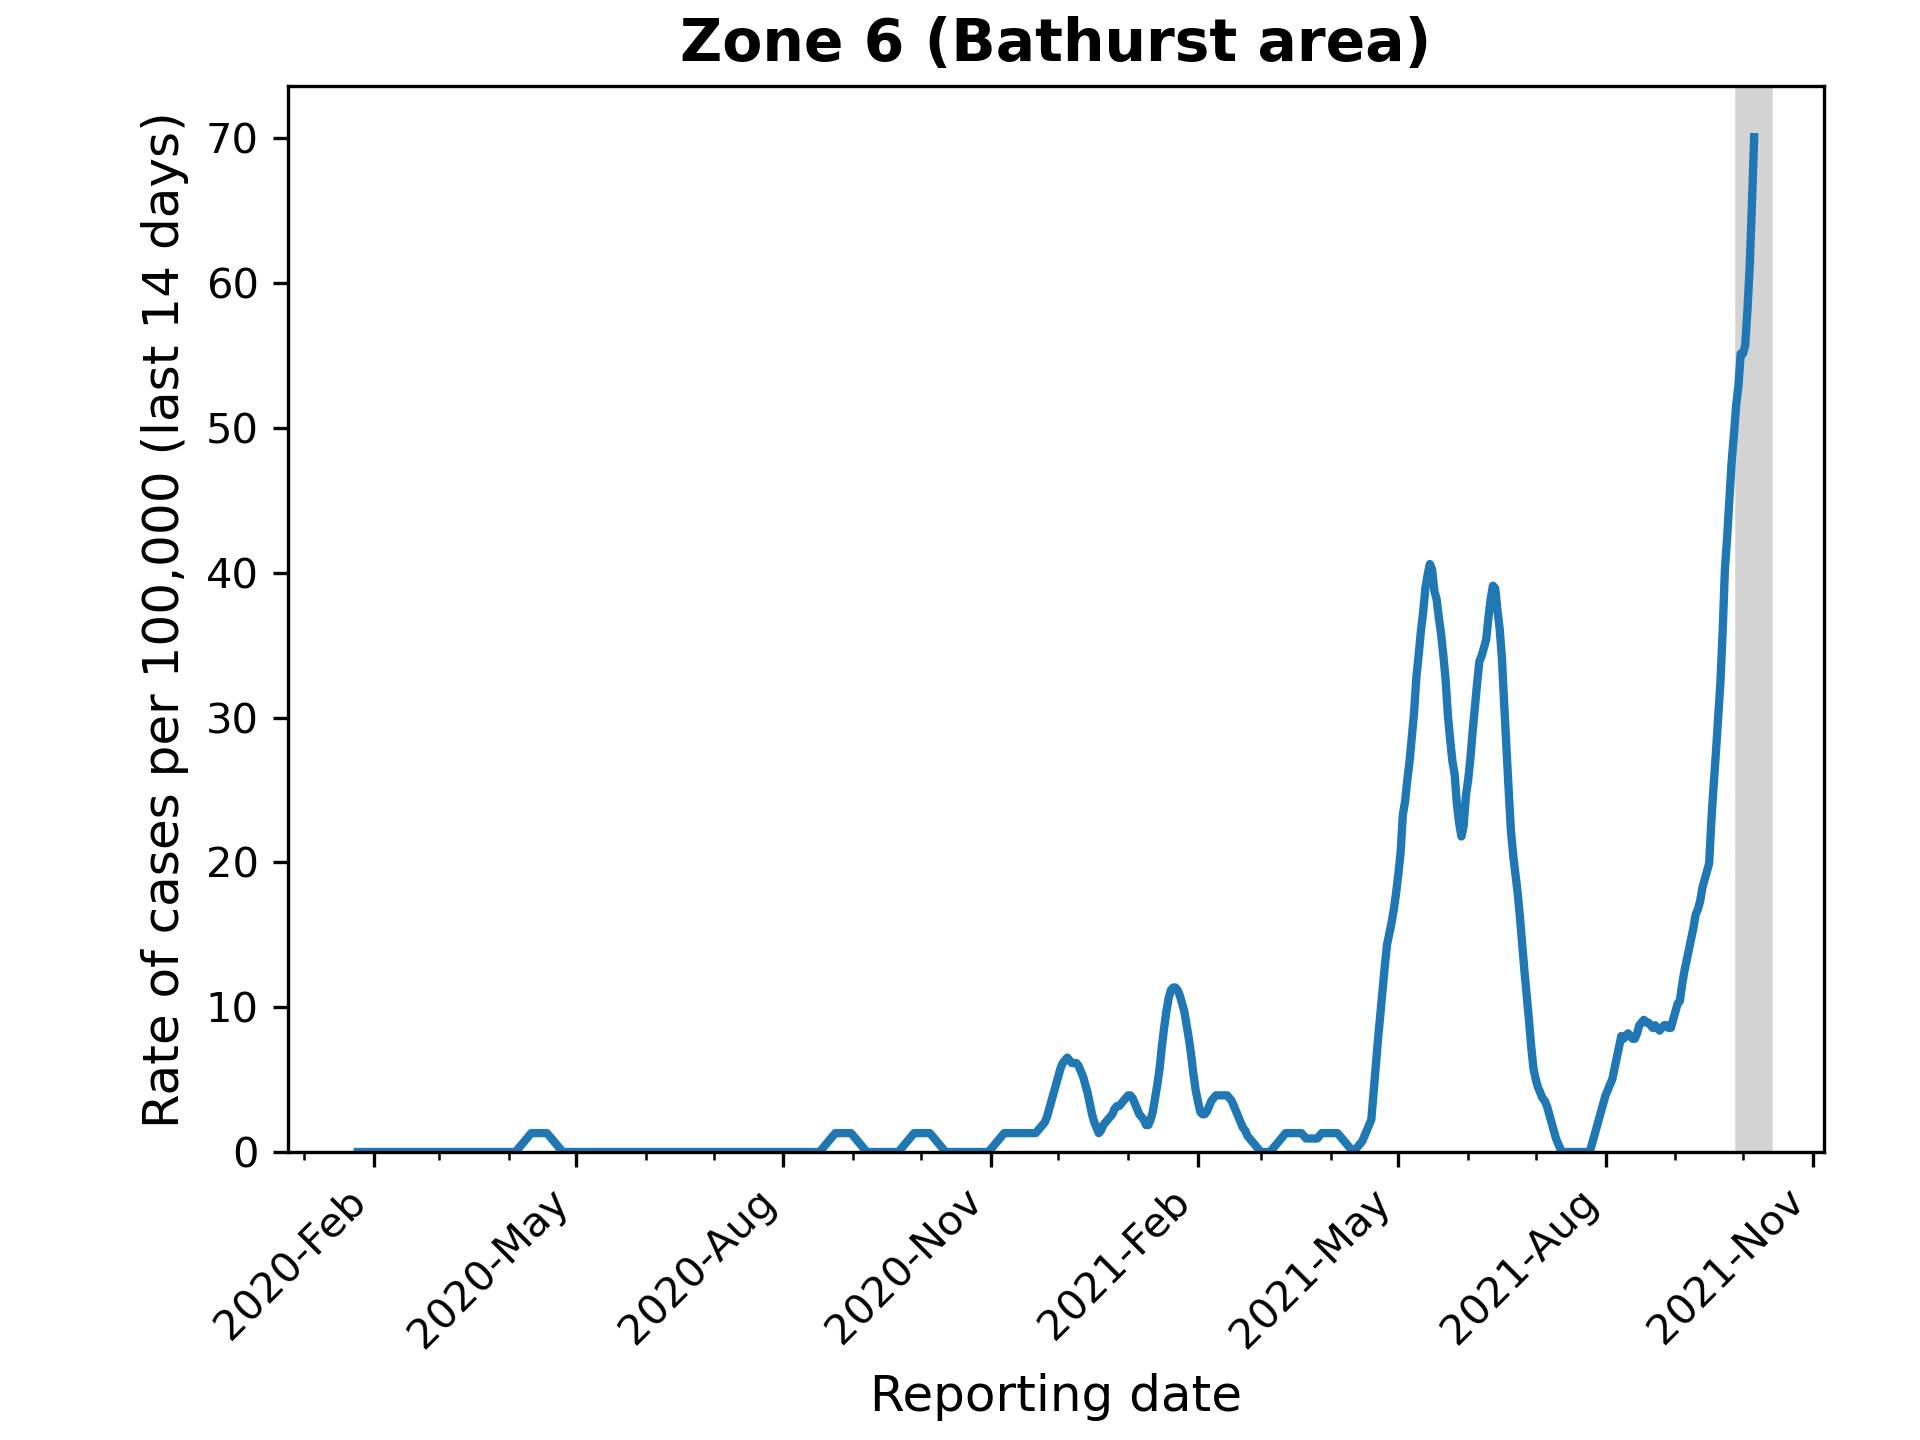 Zone 6 (Bathurst area)
Rate of cases per 100,000 (last 14 days)
70
60
50
40
30
20
10
0
2020-Feb
2020-May
2020-Aug
2020-Nov
2021-Feb
2021-May
2021-Aug
2021-Nov
Reporting date